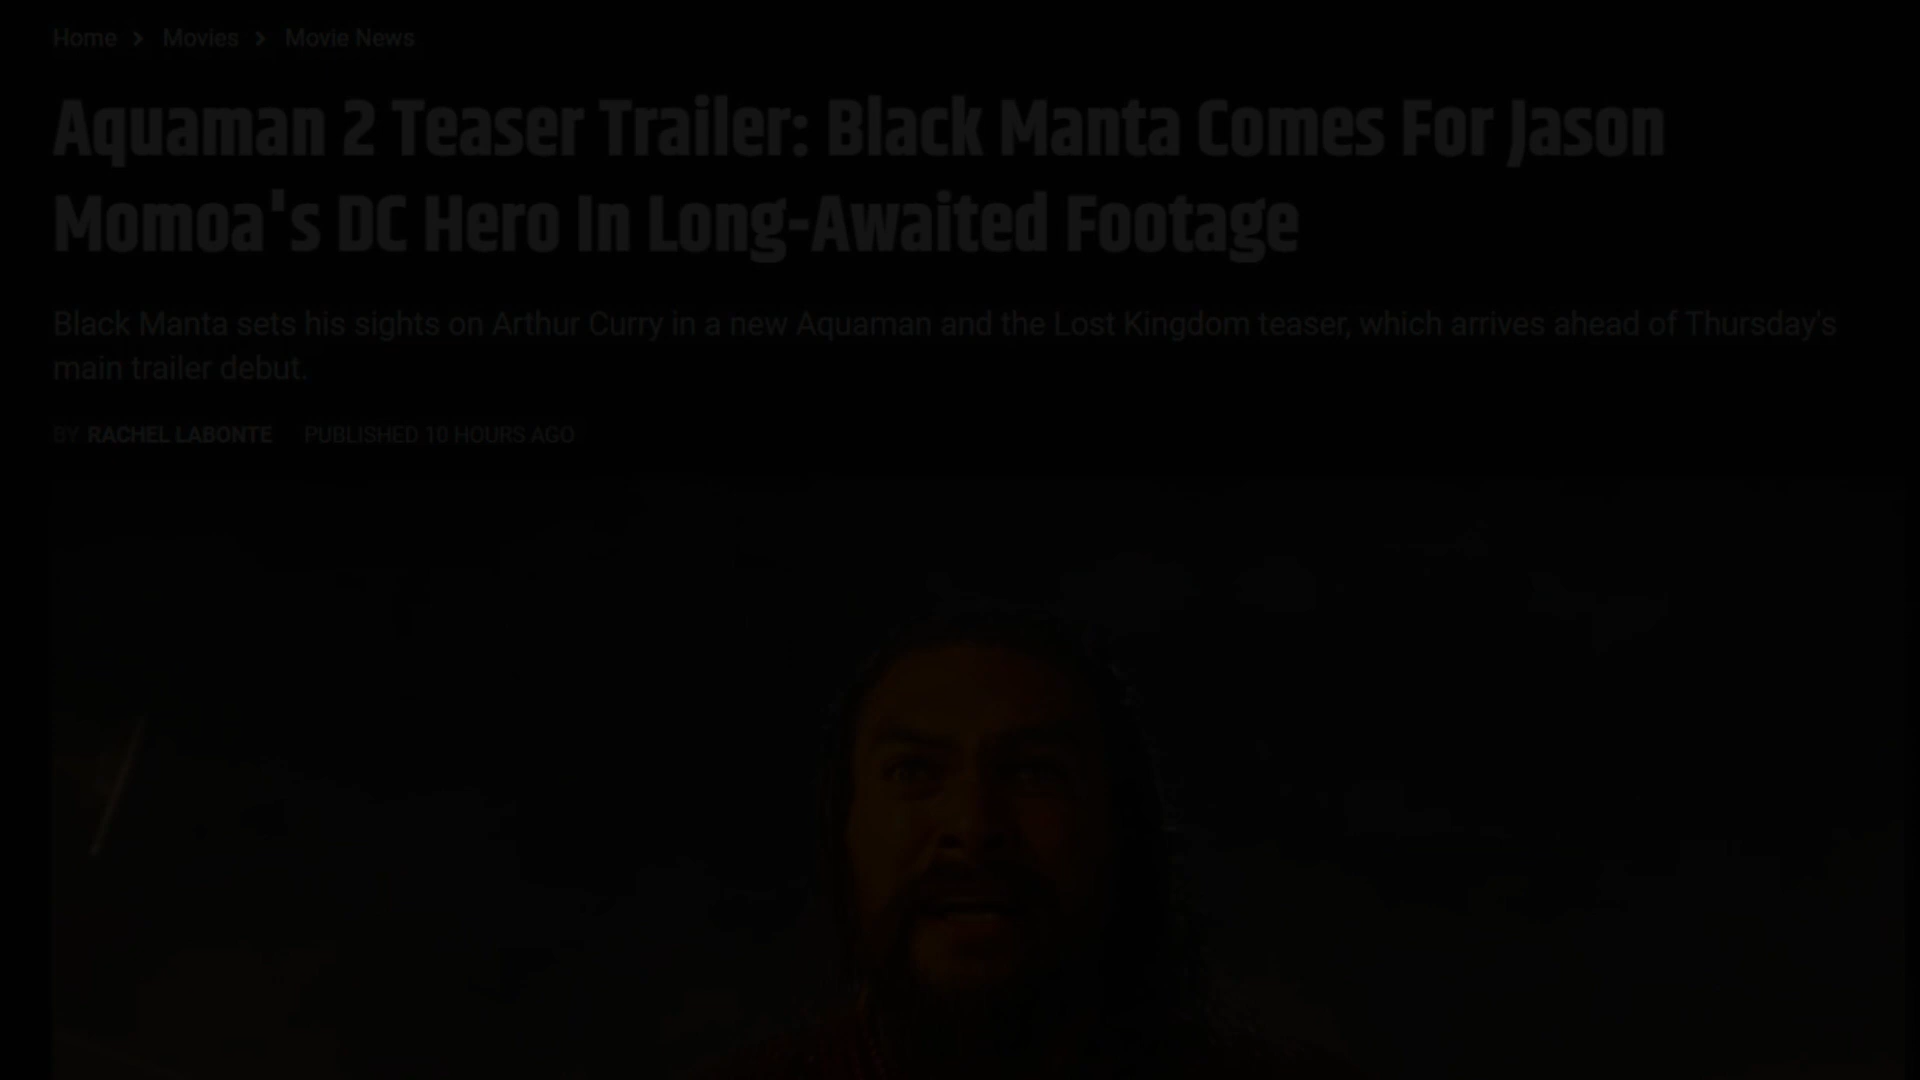 Home > Movies > Movie News
Aquaman 2 Teaser Trailer: Black Manta Comes For Jason
Momoa's DC Hero In Long-Awaited Footage
Black Manta sets his sights on Arthur Curry in a new Aquaman and the Lost Kingdom teaser, which arrives ahead of Thursday's
main trailer debut.
BY RACHEL LABONTE PUBLISHED 10 HOURS AGO